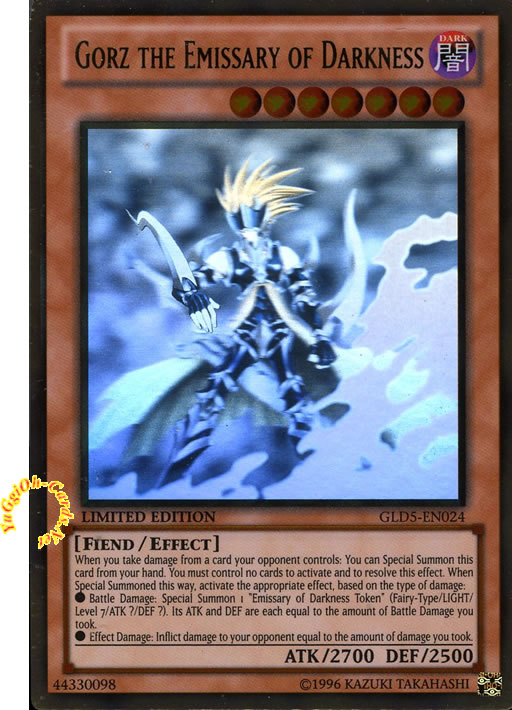 GORZ THE EMISSARY OF DARKNESS
DARK
闇
LIMITED EDITION
GLD5-EN024
[FIEND / EFFECT]
When you take damage from a card your opponent controls: You can Special Summon this
card from your hand. You must control no cards to activate and to resolve this effect. When
Special Summoned this way, activate the appropriate effect, based on the type of damage:
● Battle Damage: Special Summon 1 "Emissary of Darkness Token" (Fairy-Type/LIGHT/
Level 7/ATK ?/DEF ?). Its ATK and DEF are each equal to the amount of Battle Damage you
took.
● Effect Damage: Inflict damage to your opponent equal to the amount of damage you took.
ATK/2700 DEF/2500
44330098
©1996 KAZUKI TAKAHASHI
YuGgiOh-Cards.Net